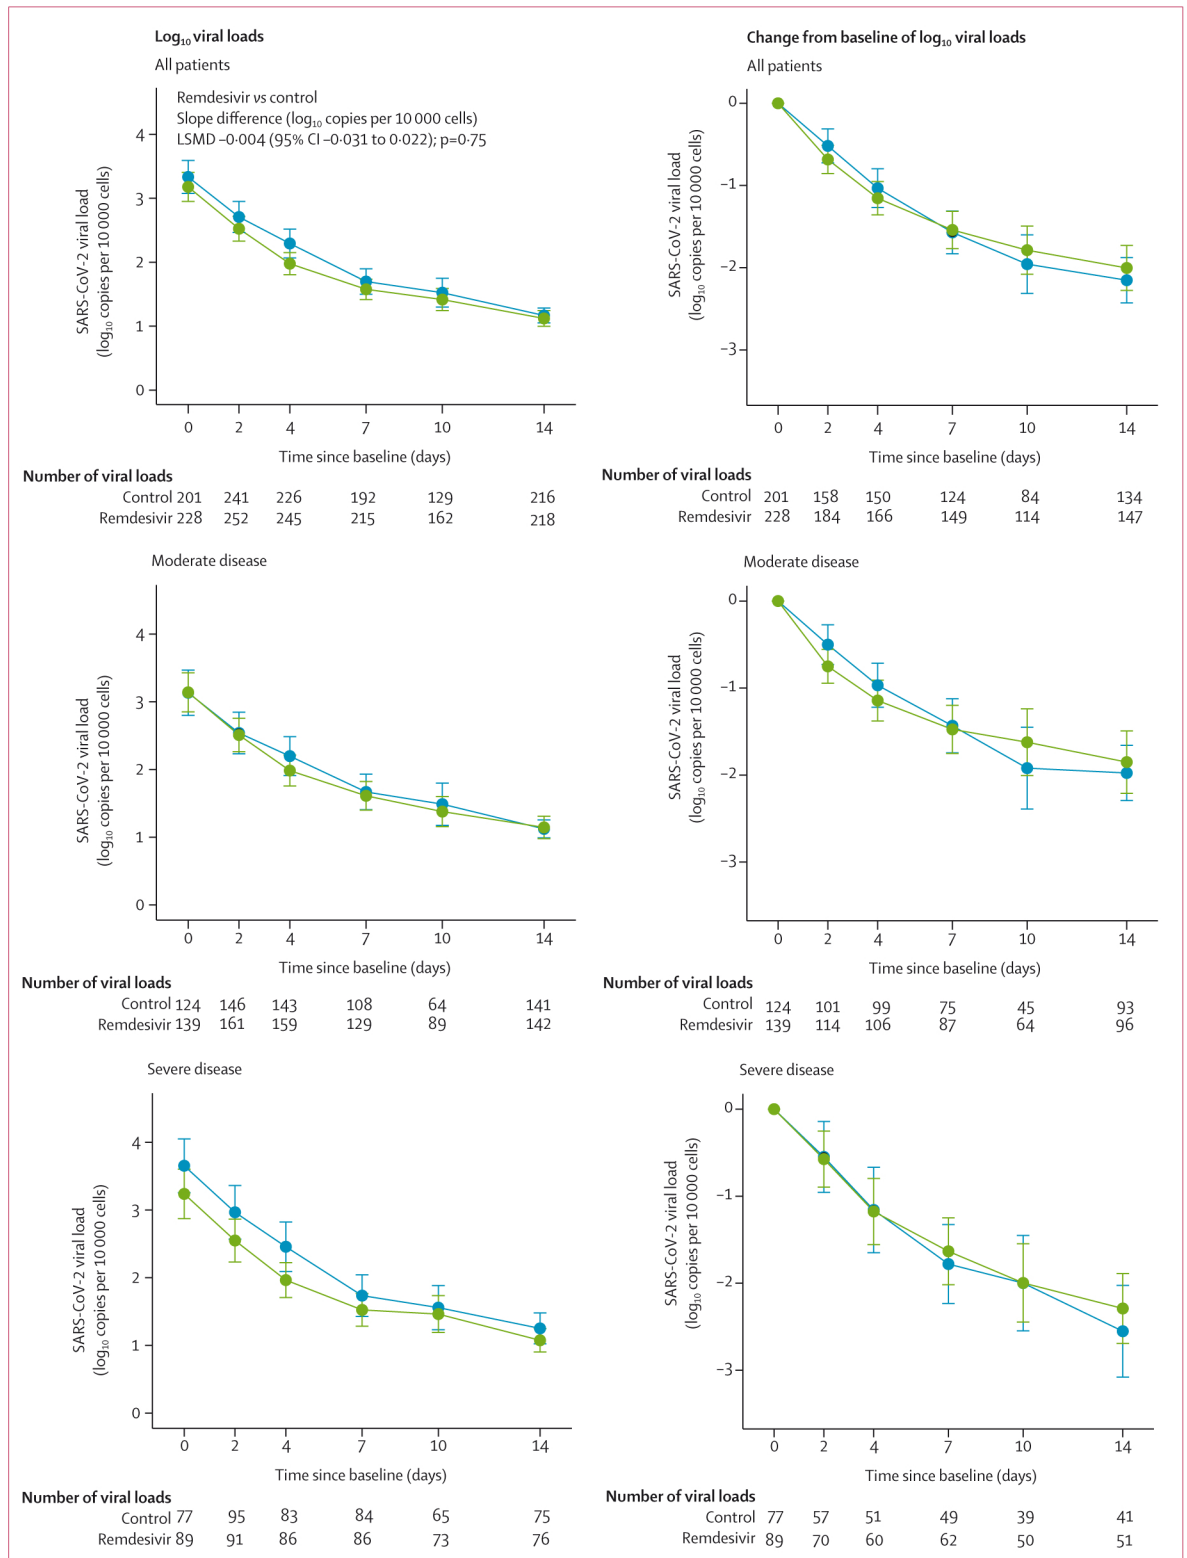 Log10 viral loads
All patients
Remdesivir vs control
Slope difference (log10 copies per 10 000 cells)
LSMD –0·004 (95% CI –0·031 to 0·022); p=0·75
SARS-CoV-2 viral load
(log10 copies per 10 000 cells)
4
3
2
1
0
0 2 4 7 10 14
Time since baseline (days)
Number of viral loads
Control 201 241 226 192 129 216
Remdesivir 228 252 245 215 162 218
Change from baseline of log10 viral loads
All patients
SARS-CoV-2 viral load
(log10 copies per 10 000 cells)
0
–1
–2
–3
0 2 4 7 10 14
Time since baseline (days)
Number of viral loads
Control 201 158 150 124 84 134
Remdesivir 228 184 166 149 114 147
Moderate disease
SARS-CoV-2 viral load
(log10 copies per 10 000 cells)
4
3
2
1
0
0 2 4 7 10 14
Time since baseline (days)
Number of viral loads
Control 124 146 143 108 64 141
Remdesivir 139 161 159 129 89 142
Moderate disease
SARS-CoV-2 viral load
(log10 copies per 10 000 cells)
0
–1
–2
–3
0 2 4 7 10 14
Time since baseline (days)
Number of viral loads
Control 124 101 99 75 45 93
Remdesivir 139 114 106 87 64 96
Severe disease
SARS-CoV-2 viral load
(log10 copies per 10 000 cells)
4
3
2
1
0
0 2 4 7 10 14
Time since baseline (days)
Number of viral loads
Control 77 95 83 84 65 75
Remdesivir 89 91 86 86 73 76
Severe disease
SARS-CoV-2 viral load
(log10 copies per 10 000 cells)
0
–1
–2
–3
0 2 4 7 10 14
Time since baseline (days)
Number of viral loads
Control 77 57 51 49 39 41
Remdesivir 89 70 60 62 50 51